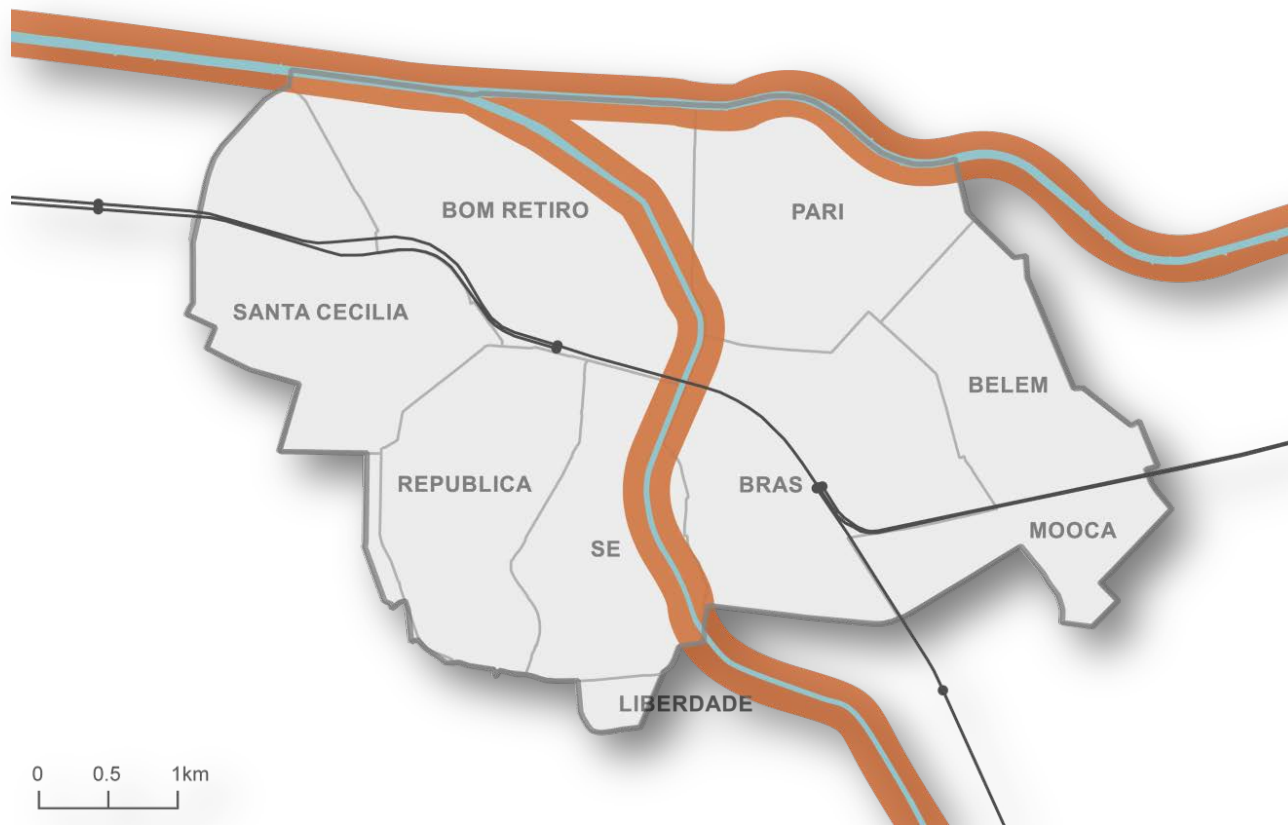 BOM RETIRO
PARI
SANTA CECILIA
BELEM
REPUBLICA
BRAS
MOOCA
SE
LIBERDADE
0 0.5 1km